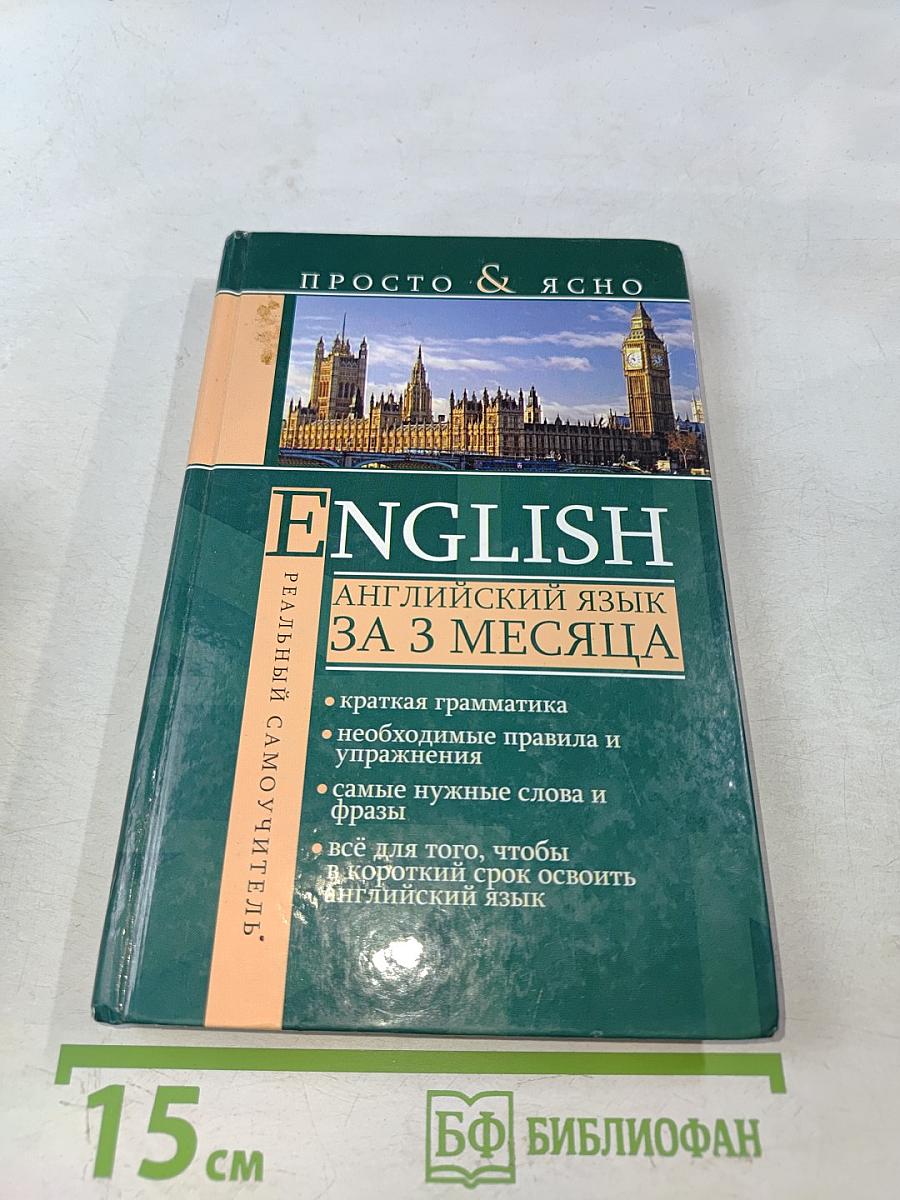 ПРОСТО & ЯСНО
ENGLISH
АНГЛИЙСКИЙ ЯЗЫК
ЗА 3 МЕСЯЦА
РЕАЛЬНЫЙ САМОУЧИТЕЛЬ
• краткая грамматика
• необходимые правила и
упражнения
• самые нужные слова и
фразы
• всё для того, чтобы
в короткий срок освоить
английский язык
15 см
БФ БИБЛИОФАН